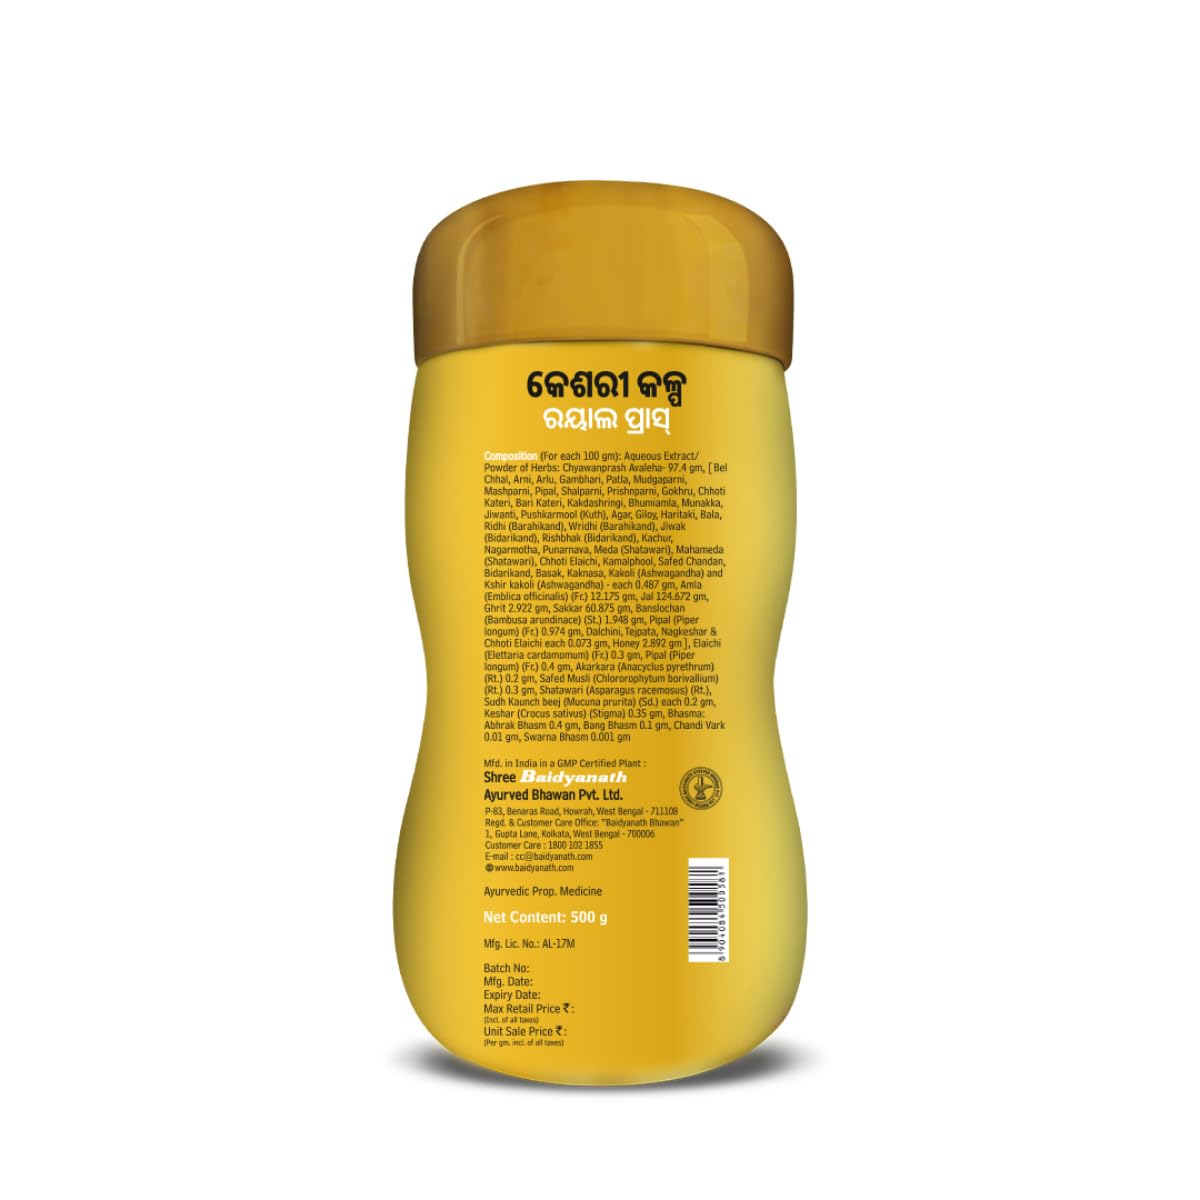 କେଶରୀ କଳ୍ପ
ରୟାଲ ପ୍ରାସ୍
Composition (For each 100 gm): Aqueous Extract/
Powder of Herbs: Chyawanprash Avaleha- 97.4 gm, [ Bel
Chhal, Arni, Arlu, Gambhari, Patla, Mudgaparni,
Mashparni, Pipal, Shalparni, Prishnparni, Gokhru, Chhoti
Kateri, Bari Kateri, Kakdashringi, Bhumiamla, Munakka,
Jiwanti, Pushkarmool (Kuth), Agar, Giloy, Haritaki, Bala,
Ridhi (Barahikand), Wridhi (Barahikand), Jiwak
(Bidarikand), Rishbhak (Bidarikand), Kachur,
Nagarmotha, Punarnava, Meda (Shatawari), Mahameda
(Shatawari), Chhoti Elaichi, Kamalphool, Safed Chandan,
Bidarikand, Basak, Kaknasa, Kakoli (Ashwagandha) and
Kshir kakoli (Ashwagandha) - each 0.487 gm, Amla
(Emblica officinalis) (Fr.) 12.175 gm, Jal 124.672 gm,
Ghrit 2.922 gm, Sakkar 60.875 gm, Banslochan
(Bambusa arundinace) (St.) 1.948 gm, Pipal (Piper
longum) (Fr.) 0.974 gm, Dalchini, Tejpata, Nagkeshar &
Chhoti Elaichi each 0.073 gm, Honey 2.892 gm ], Elaichi
(Elettaria cardamomum) (Fr.) 0.3 gm, Pipal (Piper
longum) (Fr.) 0.4 gm, Akarkara (Anacyclus pyrethrum)
(Rt.) 0.2 gm, Safed Musli (Chlororophytum borivallium)
(Rt.) 0.3 gm, Shatawari (Asparagus racemosus) (Rt.),
Sudh Kaunch beej (Mucuna prurita) (Sd.) each 0.2 gm,
Keshar (Crocus sativus) (Stigma) 0.35 gm, Bhasma:
Abhrak Bhasm 0.4 gm, Bang Bhasm 0.1 gm, Chandi Vark
0.01 gm, Swarna Bhasm 0.001 gm
Mfd. in India in a GMP Certified Plant :
Shree Baidyanath
Ayurved Bhawan Pvt. Ltd.
P-83, Benaras Road, Howrah, West Bengal - 711108
Regd. & Customer Care Office: "Baidyanath Bhawan"
1, Gupta Lane, Kolkata, West Bengal - 700006
Customer Care : 1800 102 1855
E-mail : cc@baidyanath.com
www.baidyanath.com
Ayurvedic Prop. Medicine
Net Content: 500 g
Mfg. Lic. No.: AL-17M
Batch No:
Mfg. Date:
Expiry Date:
Max Retail Price ₹ :
(Incl. of all taxes)
Unit Sale Price ₹ :
(Per gm. incl. of all taxes)